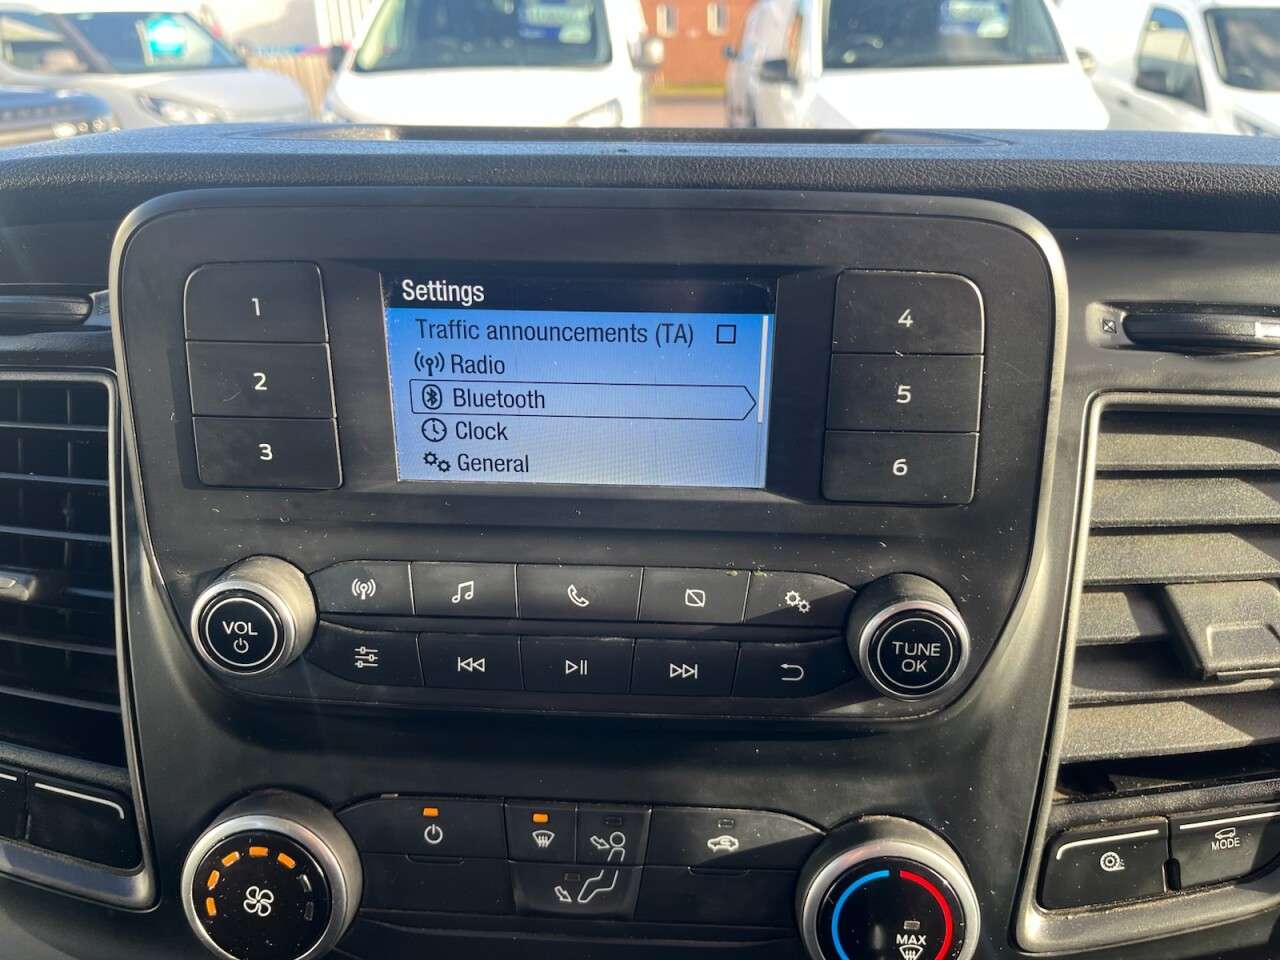 Settings
Traffic announcements (TA)
Radio
Bluetooth
Clock
General
1
2
3
4
5
6
VOL
TUNE
OK
MAX
MODE